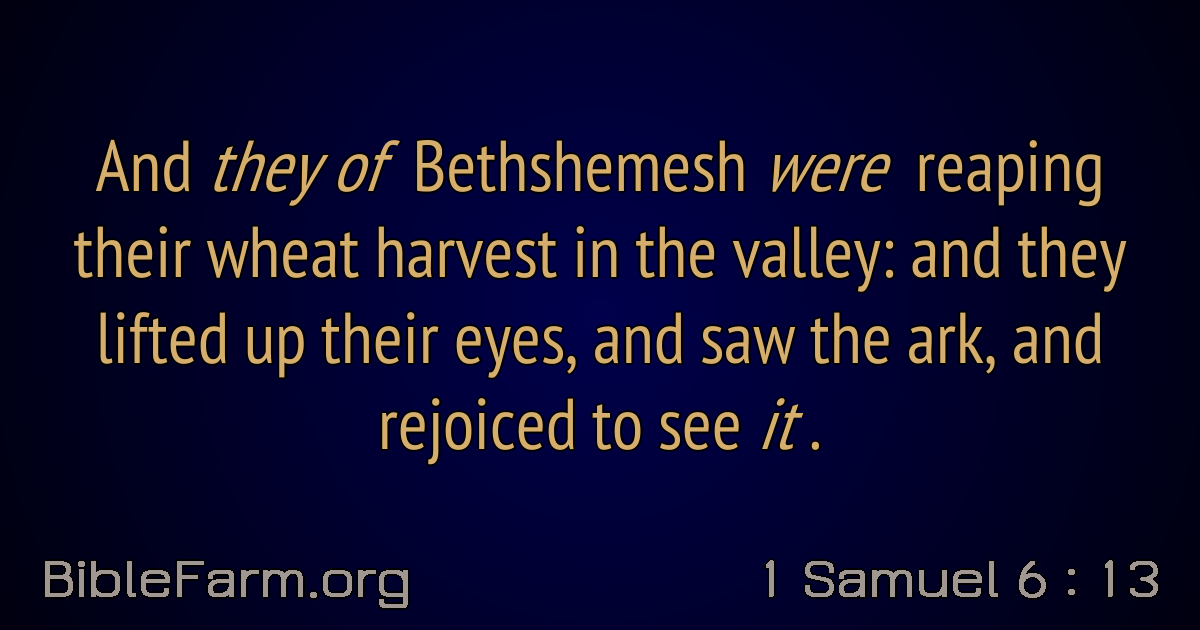 And they of Bethshemesh were reaping
their wheat harvest in the valley: and they
lifted up their eyes, and saw the ark, and
rejoiced to see it .
BibleFarm.org
1 Samuel 6 : 13